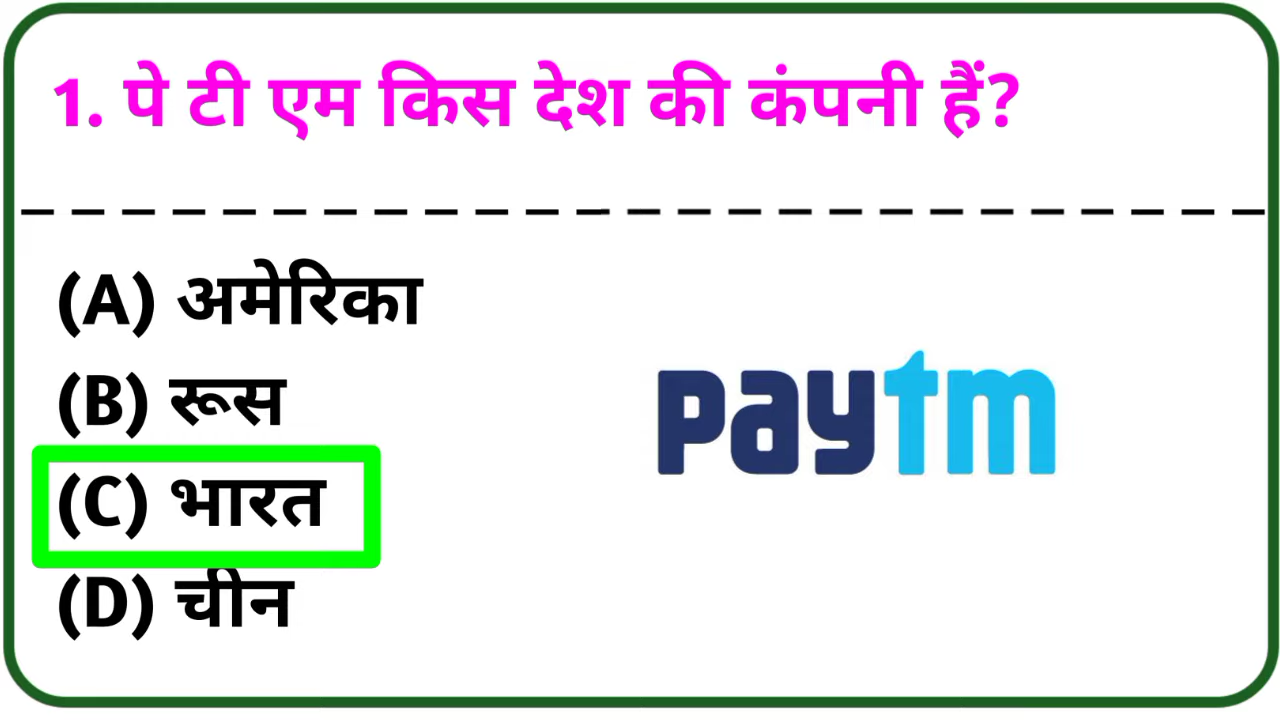 1. पे टी एम किस देश की कंपनी हैं?
(A) अमेरिका
(B) रूस
(C) भारत
(D) चीन
paytm